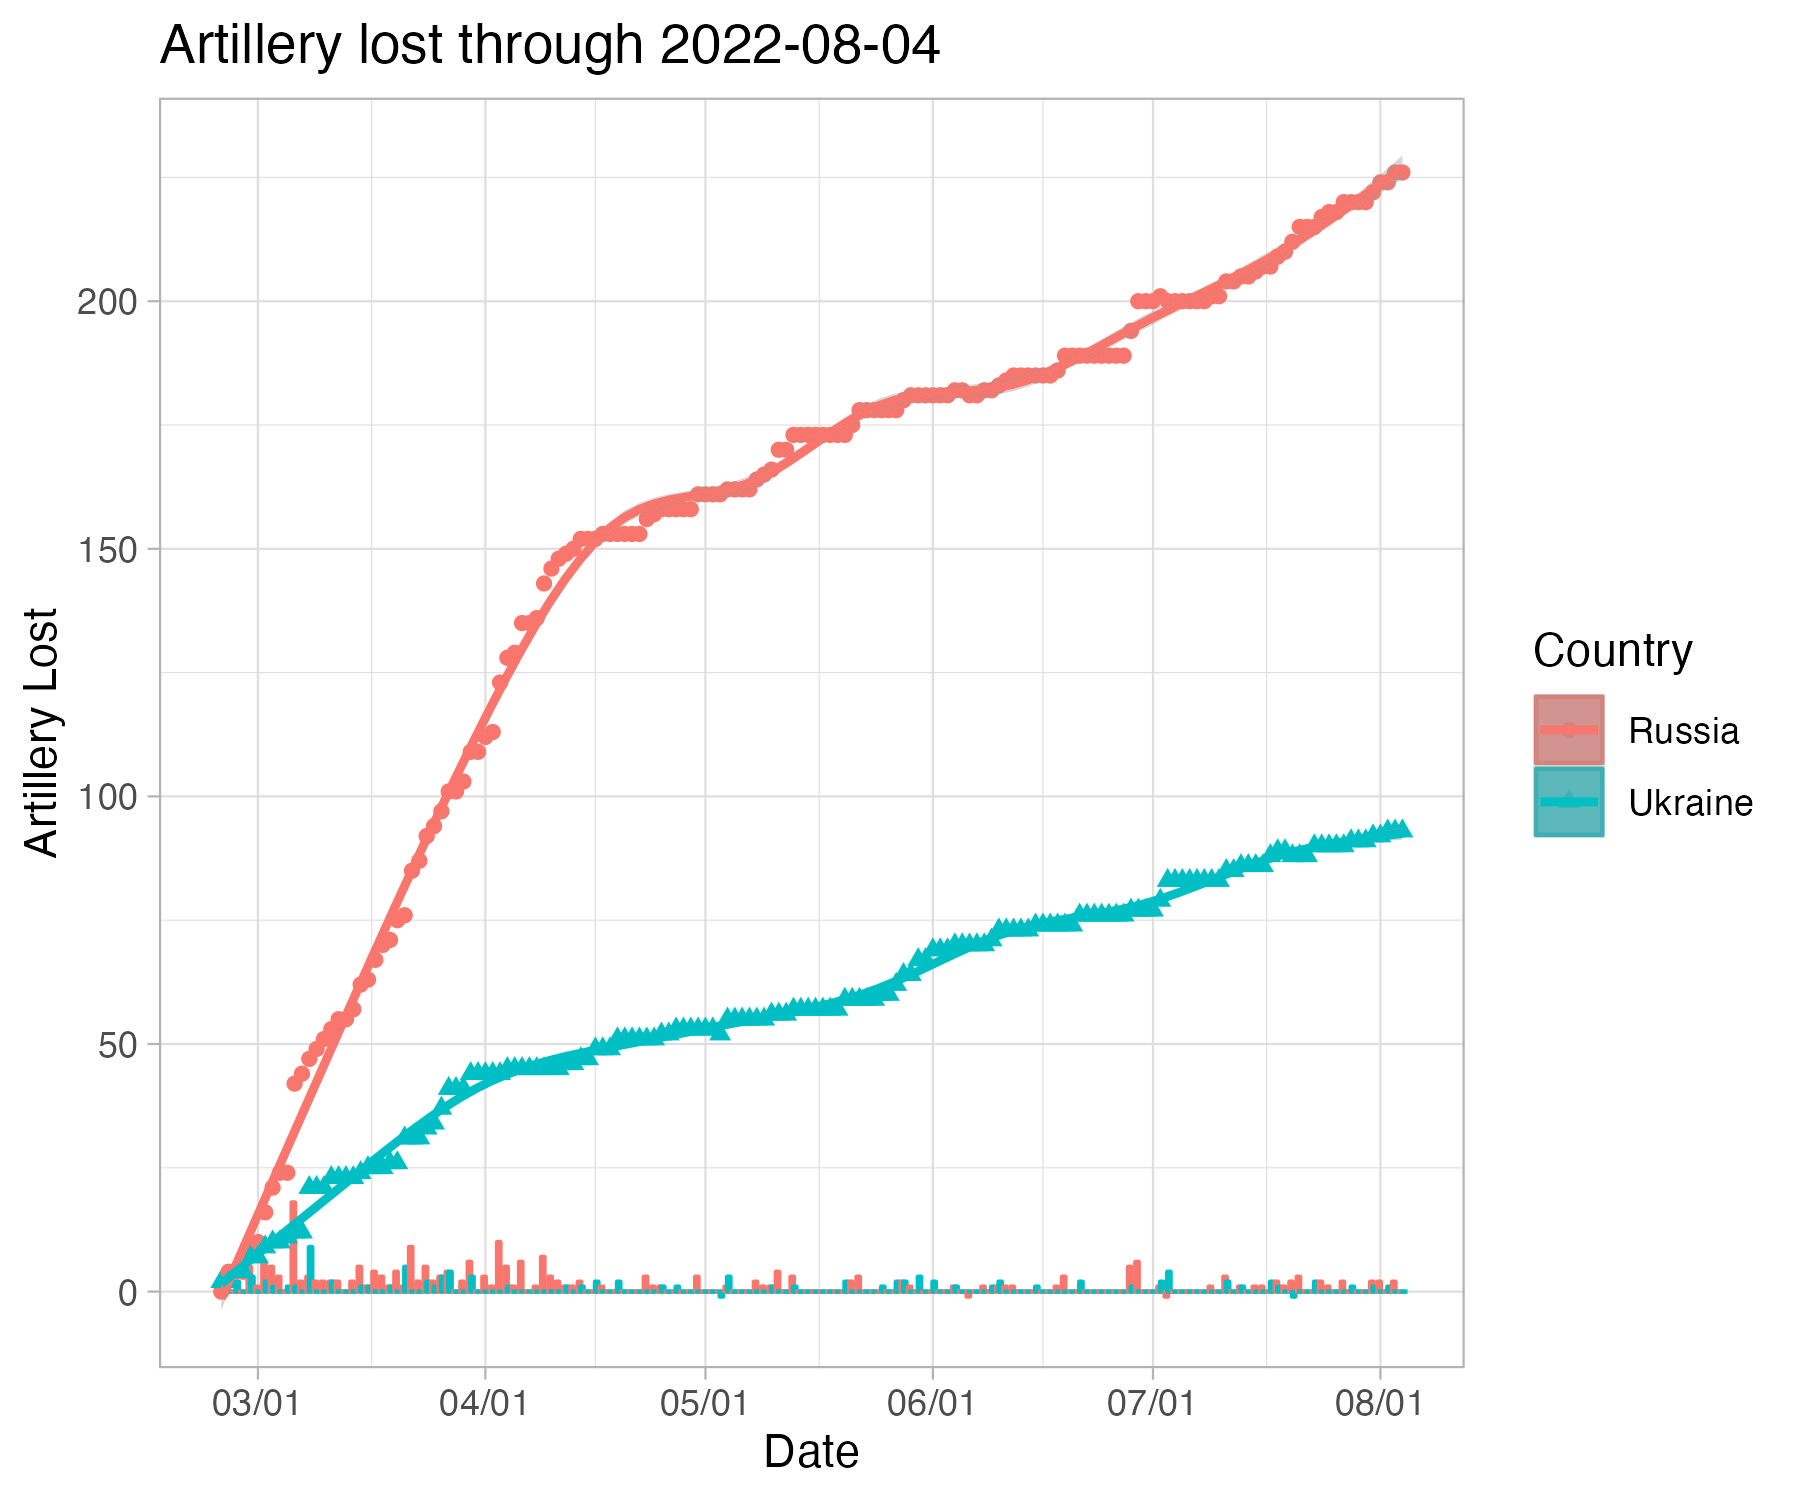 Artillery lost through 2022-08-04
Artillery Lost
200
150
100
50
0
03/01 04/01 05/01 06/01 07/01 08/01
Date
Country
Russia
Ukraine